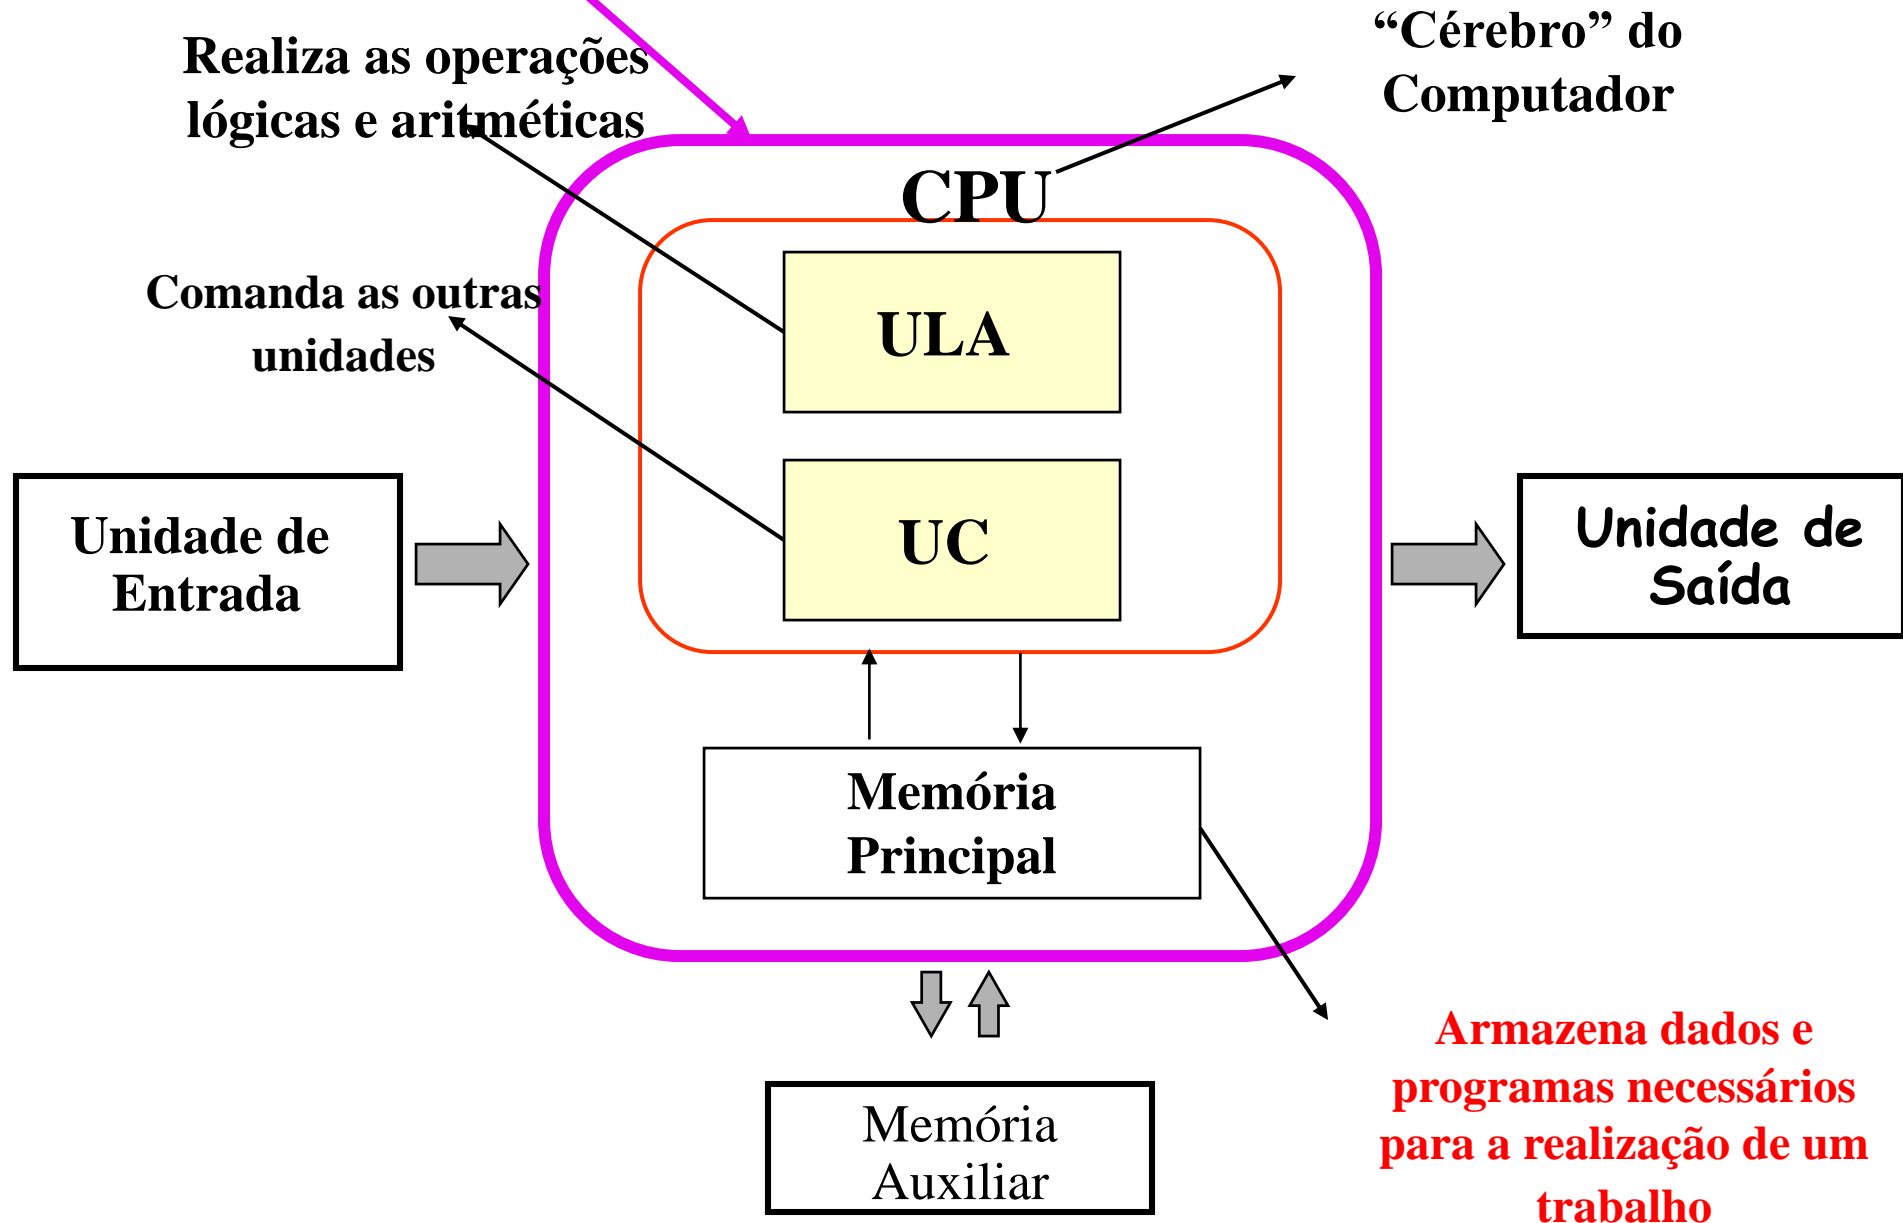 “Cérebro” do
Computador
Realiza as operações
lógicas e aritméticas
CPU
Comanda as outras
unidades
ULA
UC
Unidade de
Entrada
Unidade de
Saída
Memória
Principal
Memória
Auxiliar
Armazena dados e
programas necessários
para a realização de um
trabalho